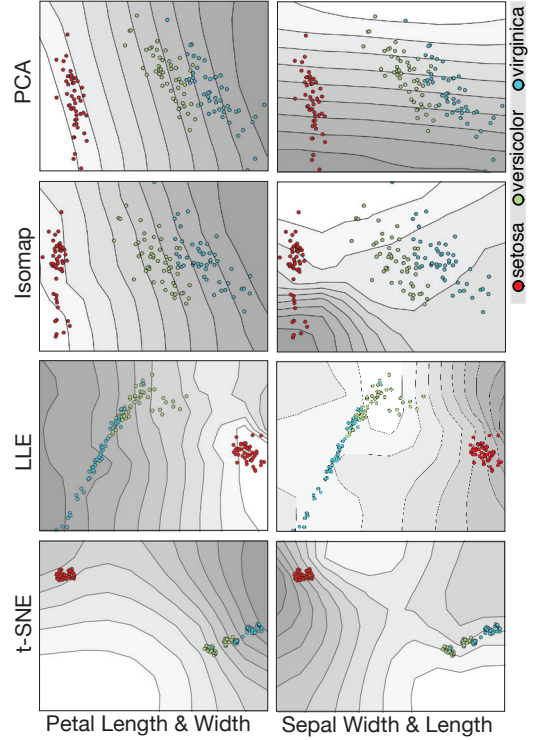 PCA
Isomap
LLE
t-SNE
Petal Length & Width
Sepal Width & Length
setosa versicolor virginica